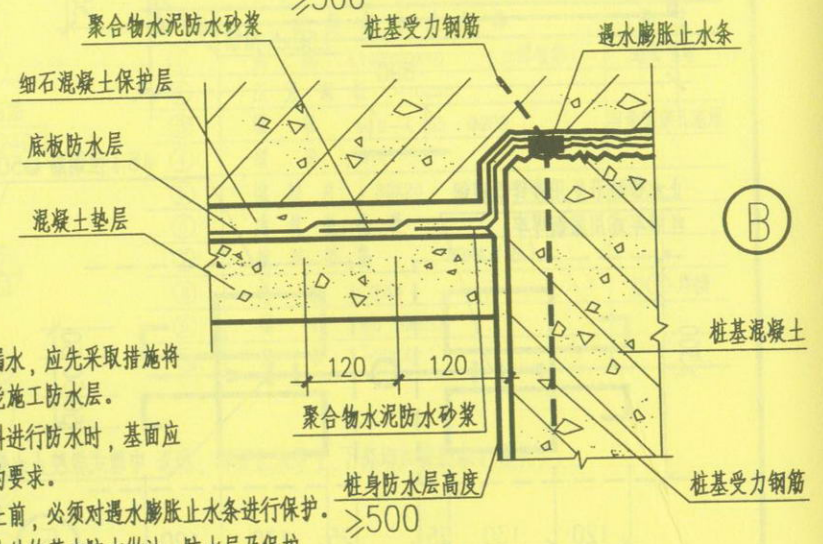 ≥500
聚合物水泥防水砂浆
桩基受力钢筋
遇水膨胀止水条
细石混凝土保护层
底板防水层
混凝土垫层
B
桩基混凝土
漏水，应先采取措施将
施工防水层。
进行防水时，基面应
要求。
前，必须对遇水膨胀止水条进行保护。
120
120
聚合物水泥防水砂浆
桩身防水层高度
≥500
桩基受力钢筋